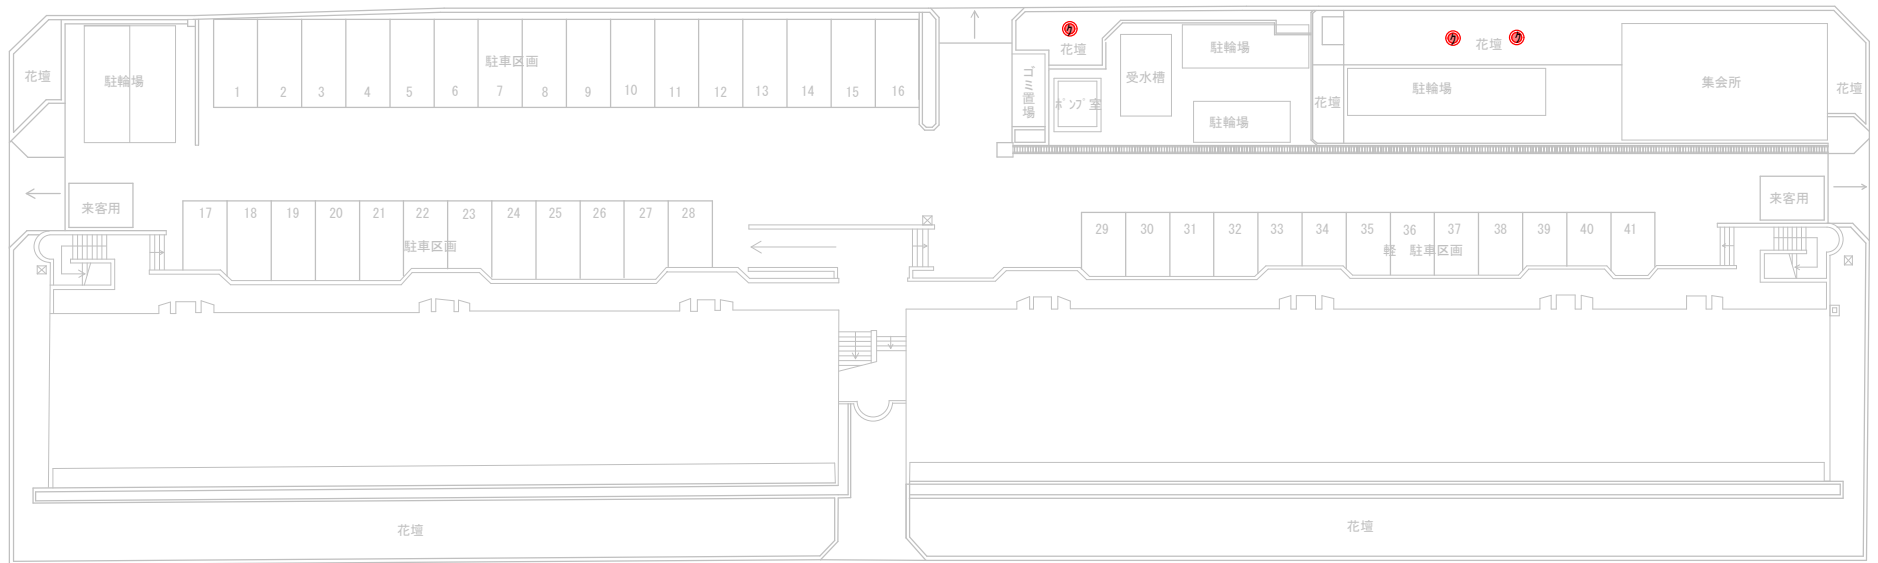 花壇
駐輪場
駐車区画
1 2 3 4 5 6 7 8 9 10 11 12 13 14 15 16
ク
花壇
ゴミ置場
ポンプ室
受水槽
駐輪場
駐輪場
花壇
ク
花壇
ク
駐輪場
集会所
花壇
来客用
17 18 19 20 21 22 23 24 25 26 27 28
駐車区画
29 30 31 32 33 34 35 36 37 38 39 40 41
軽 駐車区画
来客用
花壇
花壇